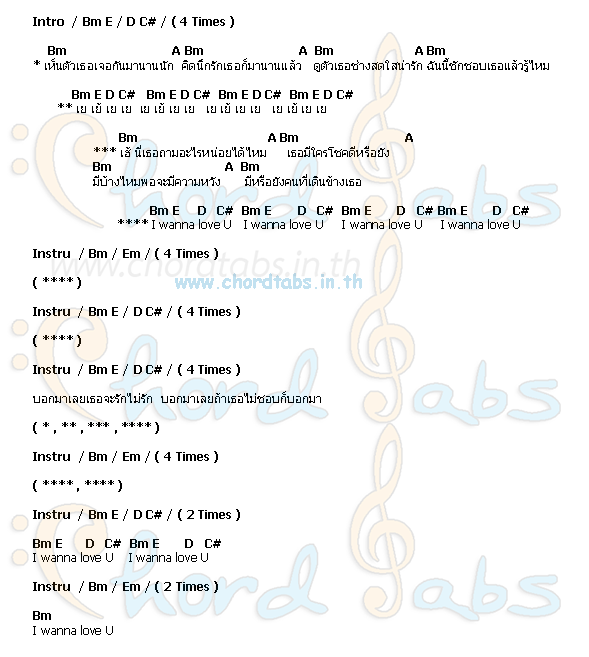 Intro / Bm E / D C# / ( 4 Times )
Bm A Bm A Bm A Bm
* เห็นตัวเธอเจอกันมานานนัก คิดนึกรักเธอก็มานานแล้ว ดูตัวเธอช่างสดใสน่ารัก ฉันนี้ชักชอบเธอแล้วรู้ไหม
Bm E D C# Bm E D C# Bm E D C# Bm E D C#
** เย เย้ เย เย เย เย้ เย เย เย เย้ เย เย เย เย้ เย เย
Bm A Bm A
*** เฮ้ นี่เธอถามอะไรหน่อยได้ไหม เธอมีใครโชคดีหรือยัง
Bm A Bm
มีบ้างไหมพอจะมีความหวัง มีหรือยังคนที่เดินข้างเธอ
Bm E D C# Bm E D C# Bm E D C# Bm E D C#
**** I wanna love U I wanna love U I wanna love U I wanna love U
Instru / Bm / Em / ( 4 Times )
www.chordtabs.in.th
www.chordtabs.in.th
( **** )
Instru / Bm E / D C# / ( 4 Times )
( **** )
Instru / Bm E / D C# / ( 4 Times )
บอกมาเลยเธอจะรักไม่รัก บอกมาเลยถ้าเธอไม่ชอบก็บอกมา
( * , ** , *** , **** )
Instru / Bm / Em / ( 4 Times )
( **** , **** )
Instru / Bm E / D C# / ( 2 Times )
Bm E D C# Bm E D C#
I wanna love U I wanna love U
Instru / Bm / Em / ( 2 Times )
Bm
I wanna love U